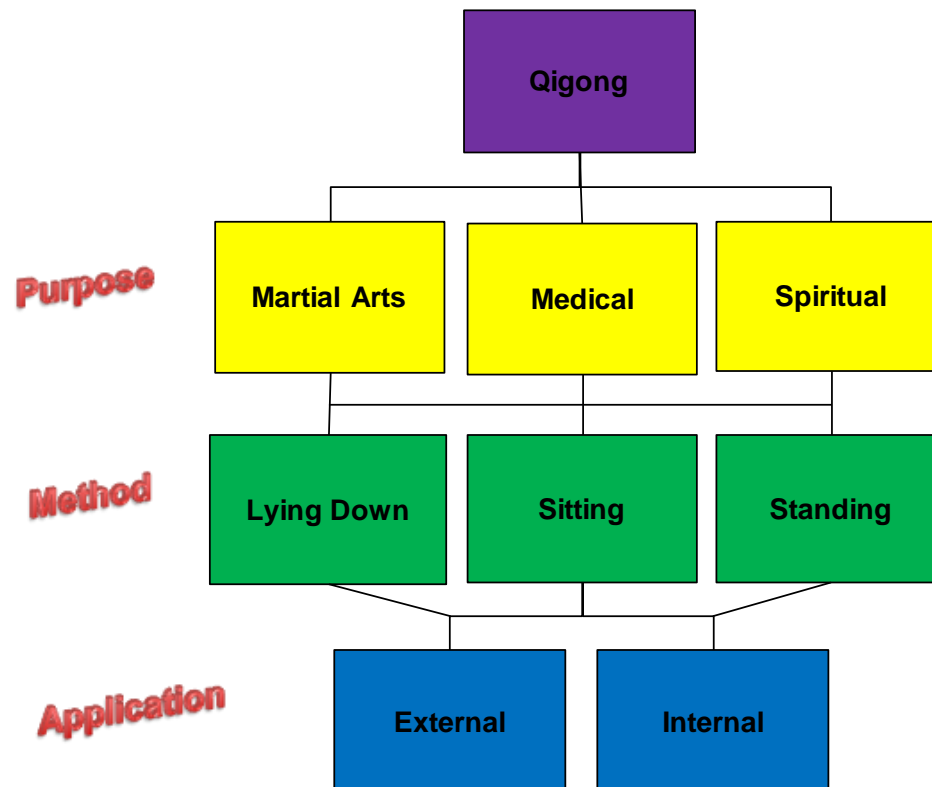 Qigong
Purpose
Martial Arts
Medical
Spiritual
Method
Lying Down
Sitting
Standing
Application
External
Internal